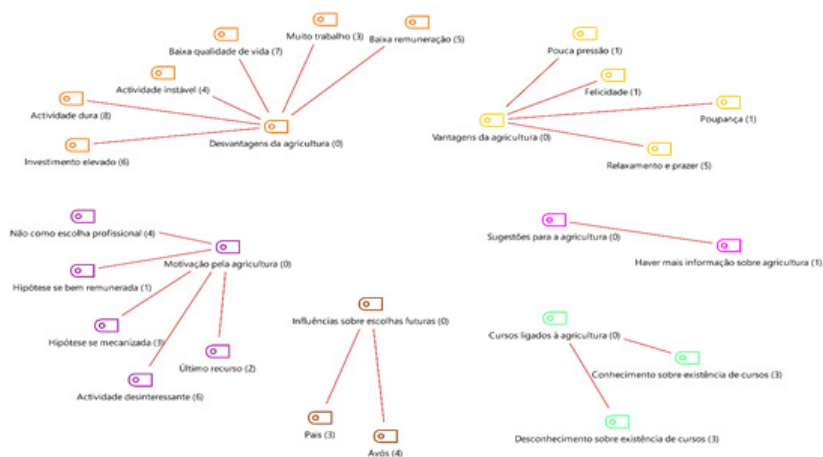 Muito trabalho (3)
Baixa remuneração (5)
Baixa qualidade de vida (7)
Actividade instável (4)
Actividade dura (8)
Desvantagens da agricultura (0)
Investimento elevado (6)
Pouca pressão (1)
Felicidade (1)
Poupança (1)
Vantagens da agricultura (0)
Relaxamento e prazer (5)
Não como escolha profissional (4)
Motivação pela agricultura (0)
Hipótese se bem remunerada (1)
Hipótese se mecanizada (3)
Último recurso (2)
Actividade desinteressante (6)
Sugestões para a agricultura (0)
Haver mais informação sobre agricultura (1)
Influências sobre escolhas futuras (0)
Pais (3)
Avós (4)
Cursos ligados à agricultura (0)
Conhecimento sobre existência de cursos (3)
Desconhecimento sobre existência de cursos (3)